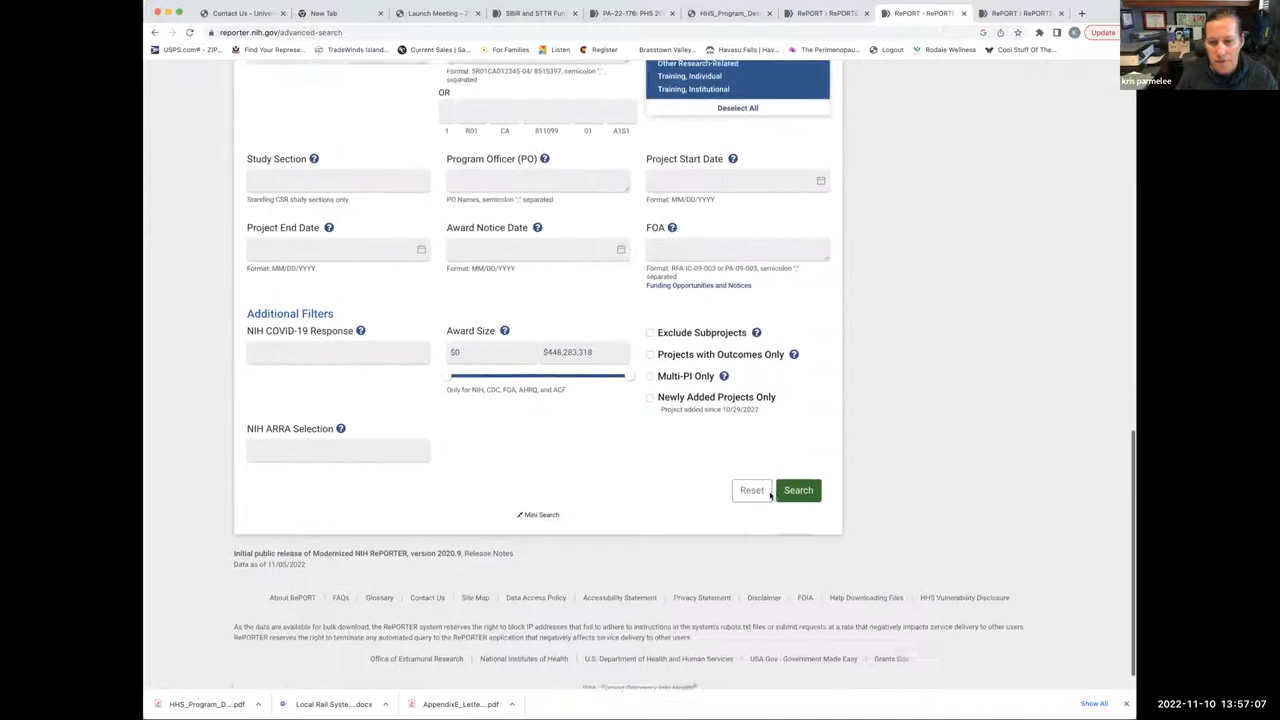 Contact Us - Unive
New Tab
Launch Meeting - Z
SBIR and STTR Fun
PA-22-176: PHS 20
HHS_Program_Des
RePORT ⟩ RePORTE
RePORT ⟩ RePORTE
RePORT ⟩ RePORTE
reporter.nih.gov/advanced-search
Update
USPS.com® - ZIP...
Find Your Represe...
TradeWinds Island...
Current Sales | Sa...
For Families
Listen
Register
Brasstown Valley...
Havasu Falls | Hav...
The Perimenopau...
Logout
Rodale Wellness
Cool Stuff Of The...
kris parmelee
Format: 5R01CA012345-04/ 8515397, semicolon ";"
separated
OR
1 R01 CA 811099 01 A1S1
Other Research-Related
Training, Individual
Training, Institutional
Deselect All
Study Section
Standing CSR study sections only
Program Officer (PO)
PO Names, semicolon ";" separated
Project Start Date
Format: MM/DD/YYYY
Project End Date
Format: MM/DD/YYYY
Award Notice Date
Format: MM/DD/YYYY
FOA
Format: RFA-IC-09-003 or PA-09-003, semicolon ";"
separated
Funding Opportunities and Notices
Additional Filters
NIH COVID-19 Response
Award Size
$0 $448,283,318
Only for NIH, CDC, FDA, AHRQ, and ACF
Exclude Subprojects
Projects with Outcomes Only
Multi-PI Only
Newly Added Projects Only
Project added since 10/29/2022
NIH ARRA Selection
Reset
Search
Mini Search
Initial public release of Modernized NIH RePORTER, version 2020.9, Release Notes
Data as of 11/05/2022
About RePORT | FAQs | Glossary | Contact Us | Site Map | Data Access Policy | Accessibility Statement | Privacy Statement | Disclaimer | FOIA | Help Downloading Files | HHS Vulnerability Disclosure
As the data are available for bulk download, the RePORTER system reserves the right to block IP addresses that fail to adhere to instructions in the system's robots.txt files or submit requests at a rate that negatively impacts service delivery to other users.
RePORTER reserves the right to terminate any automated query to the RePORTER application that negatively affects service delivery to other users.
Office of Extramural Research | National Institutes of Health | U.S. Department of Health and Human Services | USA.Gov - Government Made Easy | Grants.Gov
HHS_Program_D....pdf
Local Rail Syste....docx
AppendixE_Lette....pdf
Show All
2022-11-10 13:57:07